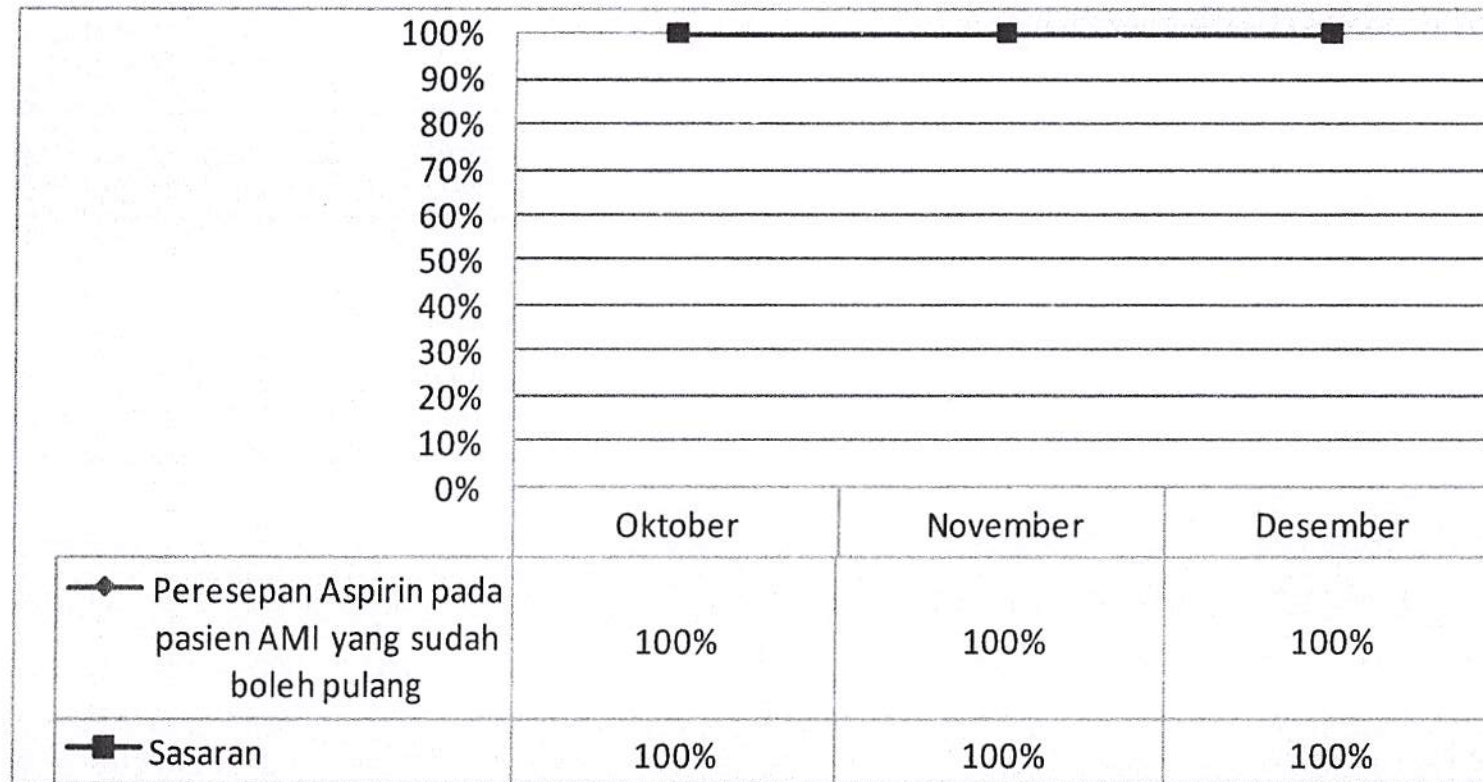 100%
90%
80%
70%
60%
50%
40%
30%
20%
10%
0%
Oktober November Desember
Peresepan Aspirin pada
pasien AMI yang sudah
boleh pulang
100% 100% 100%
Sasaran 100% 100% 100%